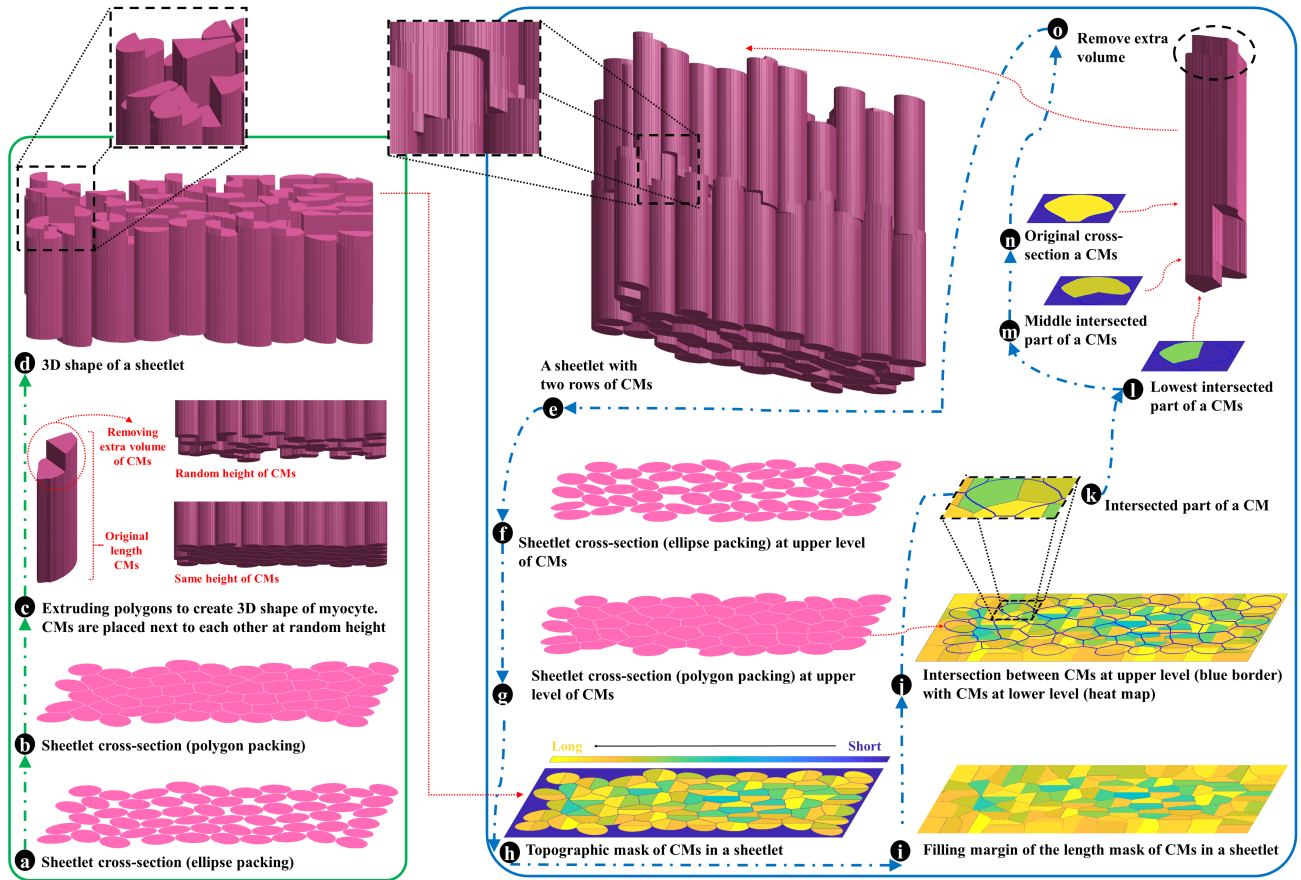 o
Remove extra
volume
n
Original cross-
section a CMs
m
Middle intersected
part of a CMs
l
Lowest intersected
part of a CMs
d
3D shape of a sheetlet
Removing
extra volume
of CMs
Random height of CMs
Original
length
CMs
Same height of CMs
c
Extruding polygons to create 3D shape of myocyte.
CMs are placed next to each other at random height
b
Sheetlet cross-section (polygon packing)
a
Sheetlet cross-section (ellipse packing)
A sheetlet with
two rows of CMs
e
f
Sheetlet cross-section (ellipse packing) at upper level
of CMs
Sheetlet cross-section (polygon packing) at upper
level of CMs
g
Long
Short
h
Topographic mask of CMs in a sheetlet
k
Intersected part of a CM
j
Intersection between CMs at upper level (blue border)
with CMs at lower level (heat map)
i
Filling margin of the length mask of CMs in a sheetlet